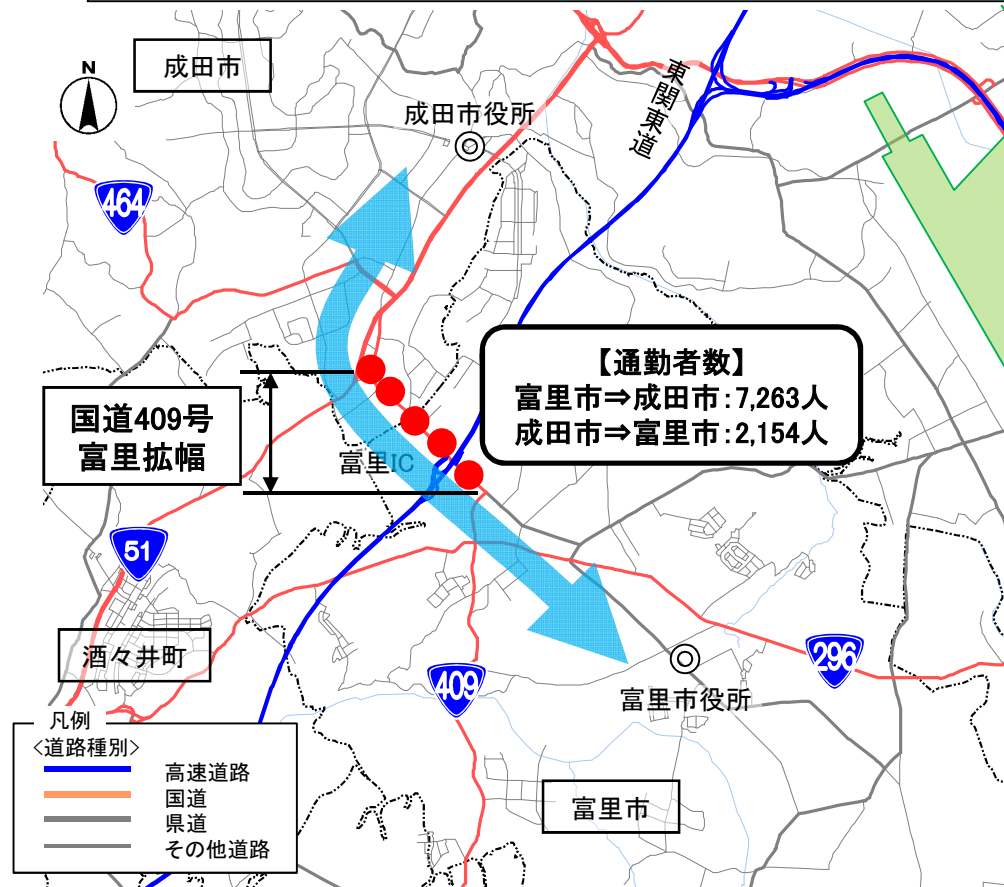 成田市
N
成田市役所
東関東道
464
【通勤者数】
富里市⇒成田市：7,263人
成田市⇒富里市：2,154人
国道409号
富里拡幅
富里IC
51
酒々井町
409
296
富里市役所
富里市
凡例
<道路種別>
高速道路
国道
県道
その他道路